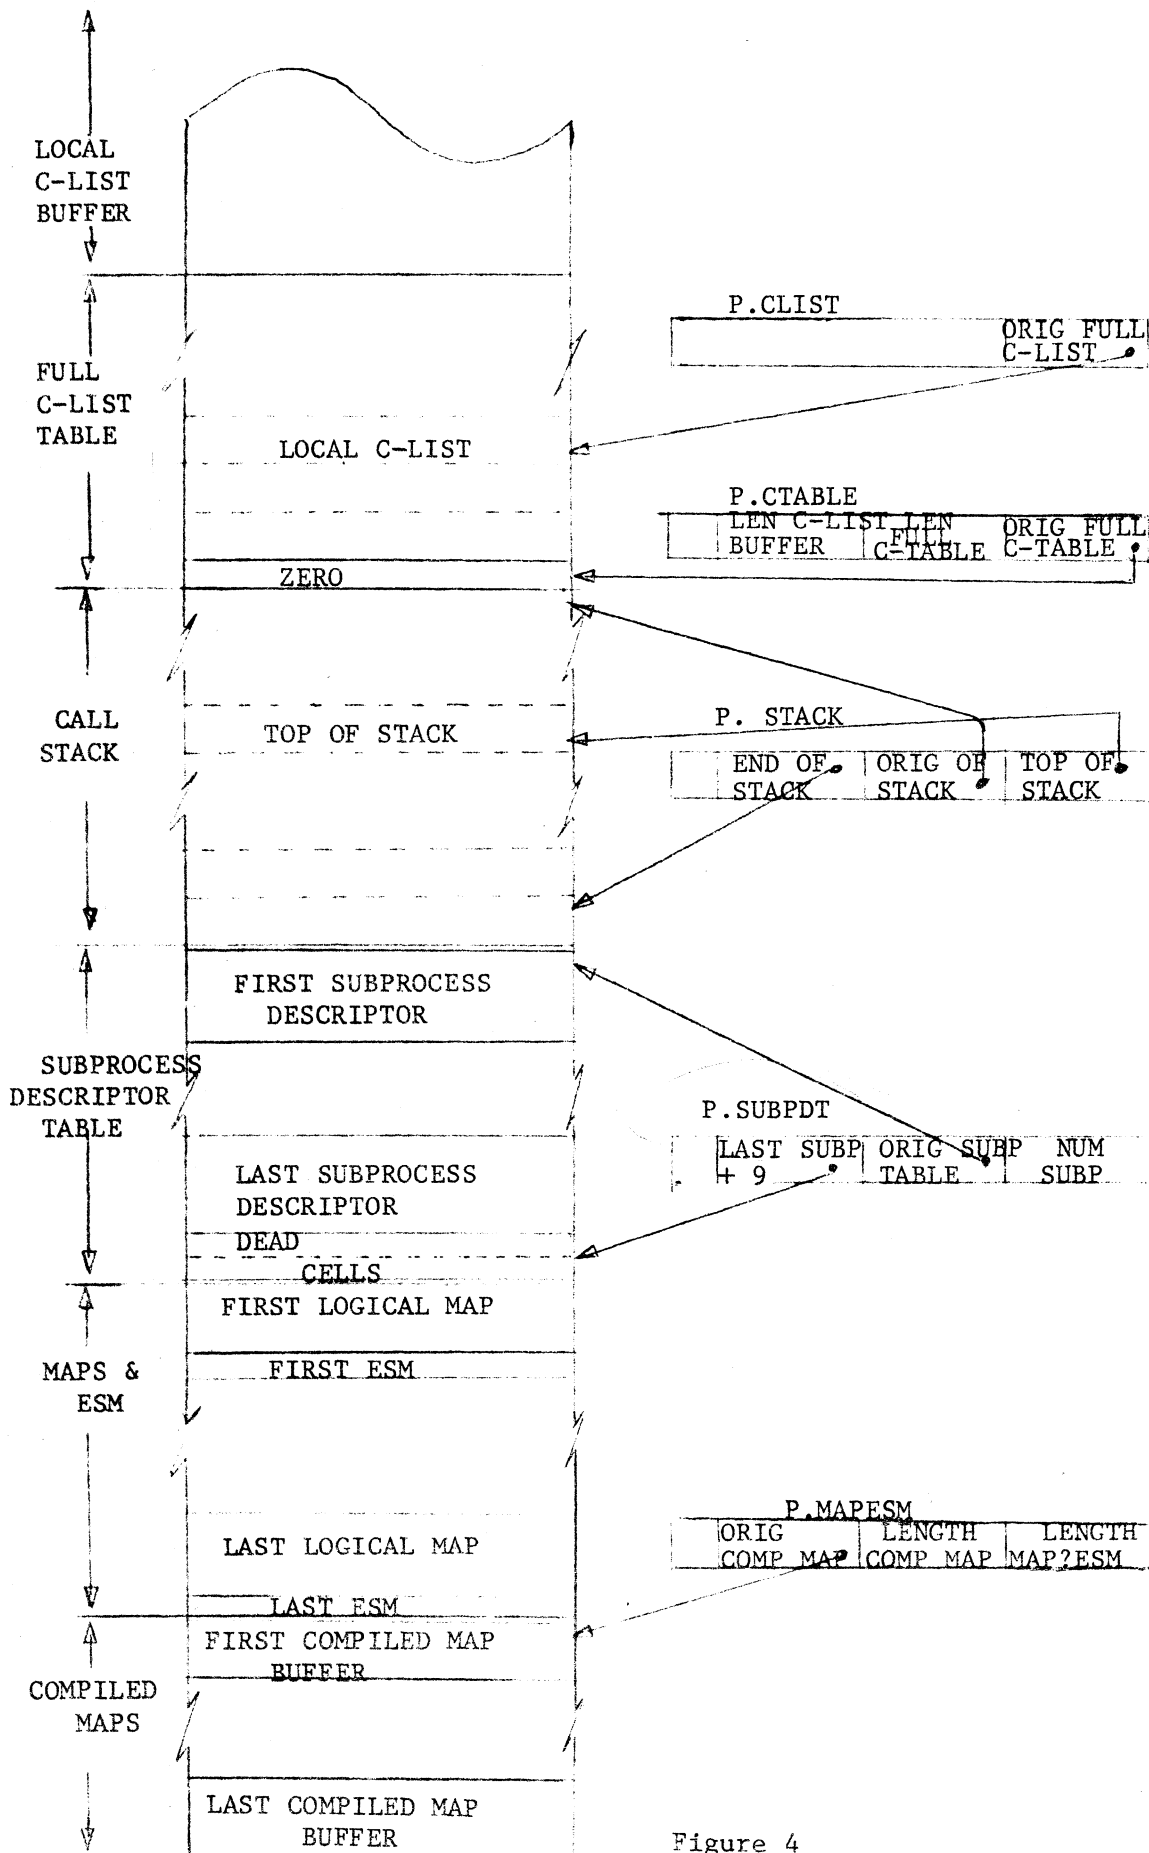 LOCAL
C-LIST
BUFFER
FULL
C-LIST
TABLE
LOCAL C-LIST
ZERO
CALL
STACK
TOP OF STACK
FIRST SUBPROCESS
DESCRIPTOR
SUBPROCESS
DESCRIPTOR
TABLE
LAST SUBPROCESS
DESCRIPTOR
DEAD
CELLS
FIRST LOGICAL MAP
FIRST ESM
MAPS &
ESM
LAST LOGICAL MAP
LAST ESM
FIRST COMPILED MAP
BUFFER
COMPILED
MAPS
LAST COMPILED MAP
BUFFER
P.CLIST
ORIG FULL
C-LIST
P.CTABLE
LEN C-LIST
BUFFER
LEN
FULL
C-TABLE
ORIG FULL
C-TABLE
P. STACK
END OF
STACK
ORIG OF
STACK
TOP OF
STACK
P.SUBPDT
LAST SUBP
+ 9
ORIG SUBP
TABLE
NUM
SUBP
P.MAPESM
ORIG
COMP MAP
LENGTH
COMP MAP
LENGTH
MAP?ESM
Figure 4